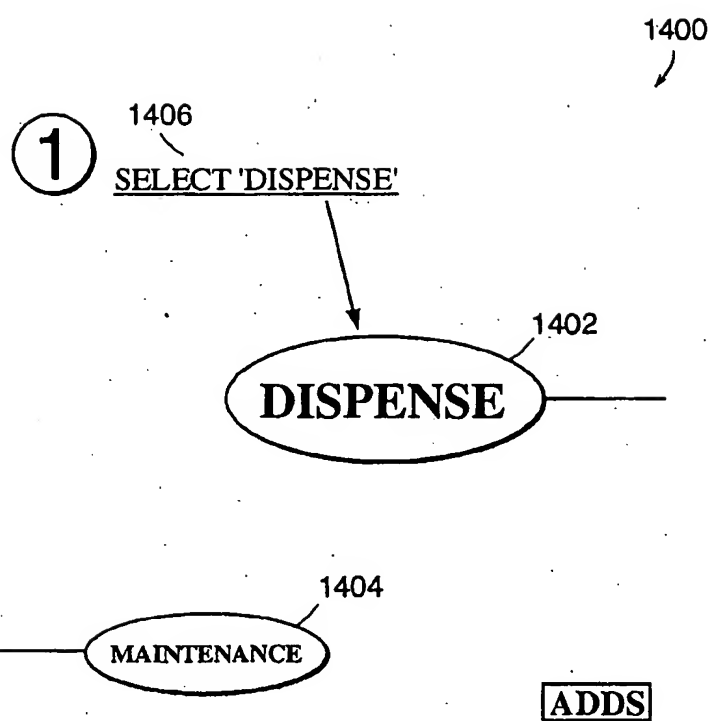 1400
1406
1
SELECT 'DISPENSE'
1402
DISPENSE
1404
MAINTENANCE
ADDS